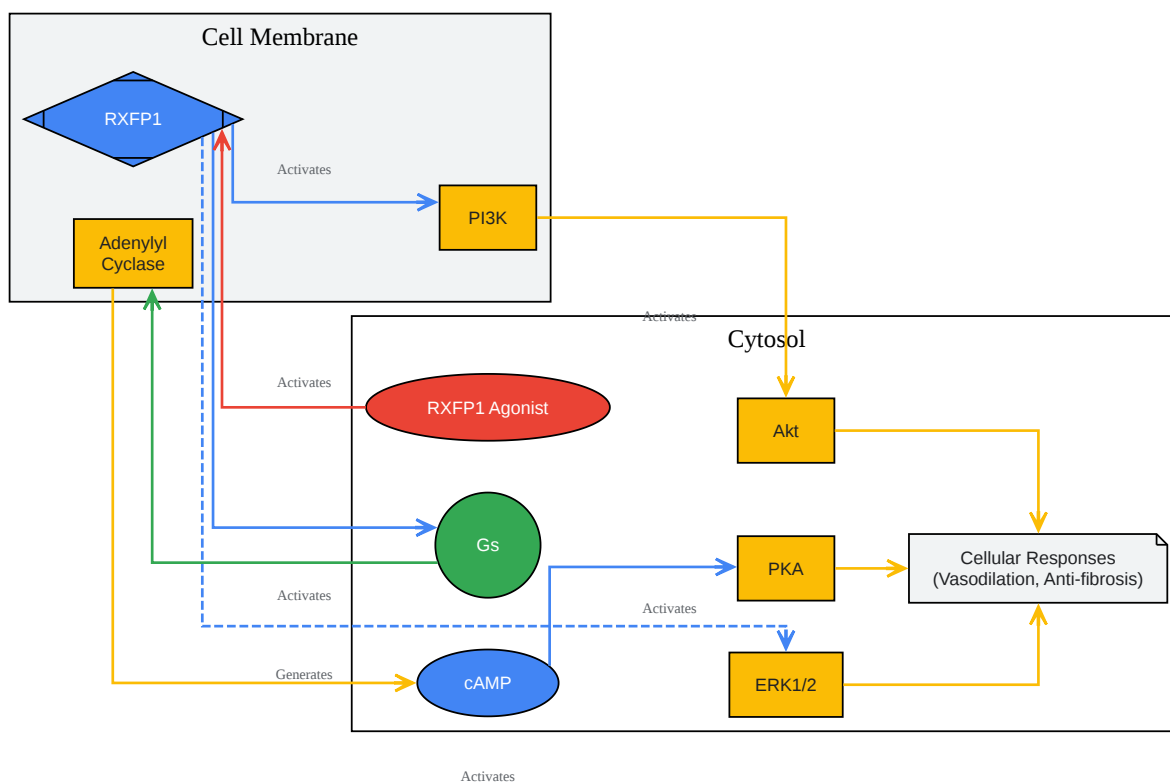 Cell Membrane
RXFP1
Activates
PI3K
Adenylyl
Cyclase
Activates
Cytosol
Activates
RXFP1 Agonist
Akt
Gs
PKA
Cellular Responses
(Vasodilation, Anti-fibrosis)
Activates
Activates
Generates
cAMP
ERK1/2
Activates